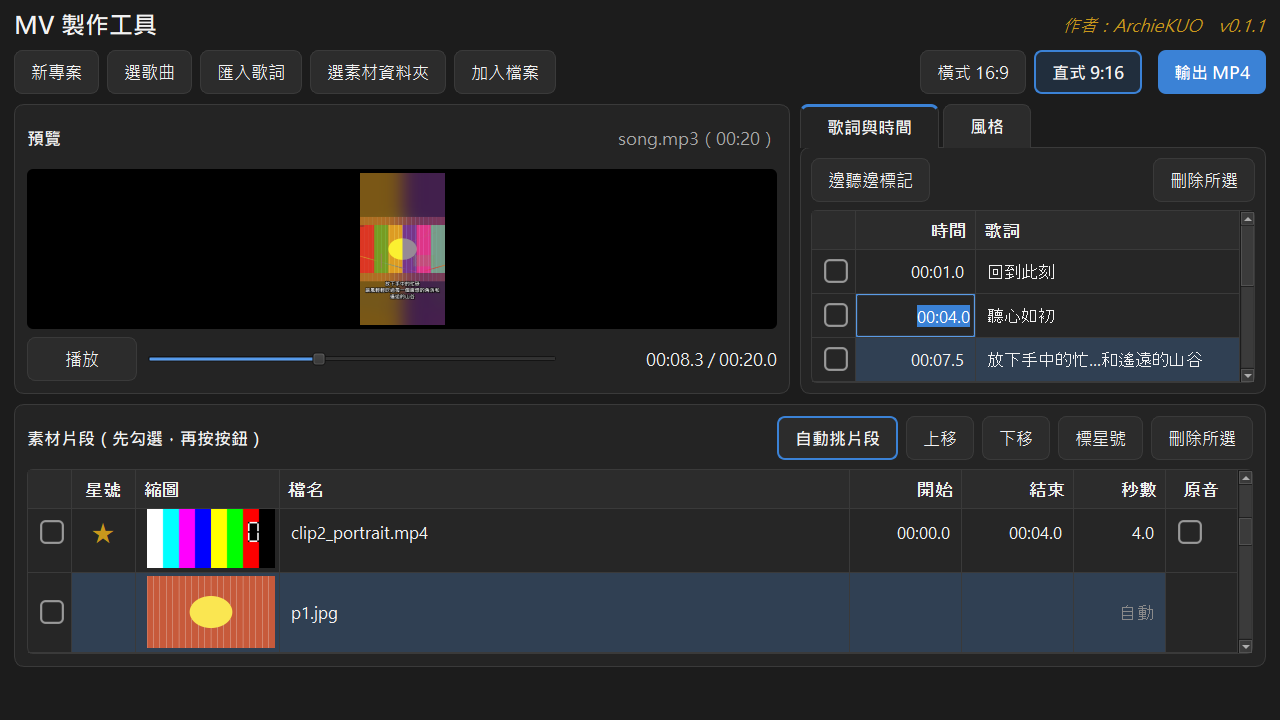 MV 製作工具
作者：ArchieKUO v0.1.1
新專案 選歌曲 匯入歌詞 選素材資料夾 加入檔案 橫式 16:9 直式 9:16 輸出 MP4
預覽 song.mp3（00:20）
歌詞與時間 風格
邊聽邊標記 刪除所選
時間 歌詞
00:01.0 回到此刻
00:04.0 聽心如初
00:07.5 放下手中的忙...和遙遠的山谷
放下手中的忙碌
播放 00:08.3 / 00:20.0
素材片段（先勾選，再按按鈕） 自動挑片段 上移 下移 標星號 刪除所選
星號 縮圖 檔名 開始 結束 秒數 原音
★ 0 clip2_portrait.mp4 00:00.0 00:04.0 4.0
p1.jpg 自動